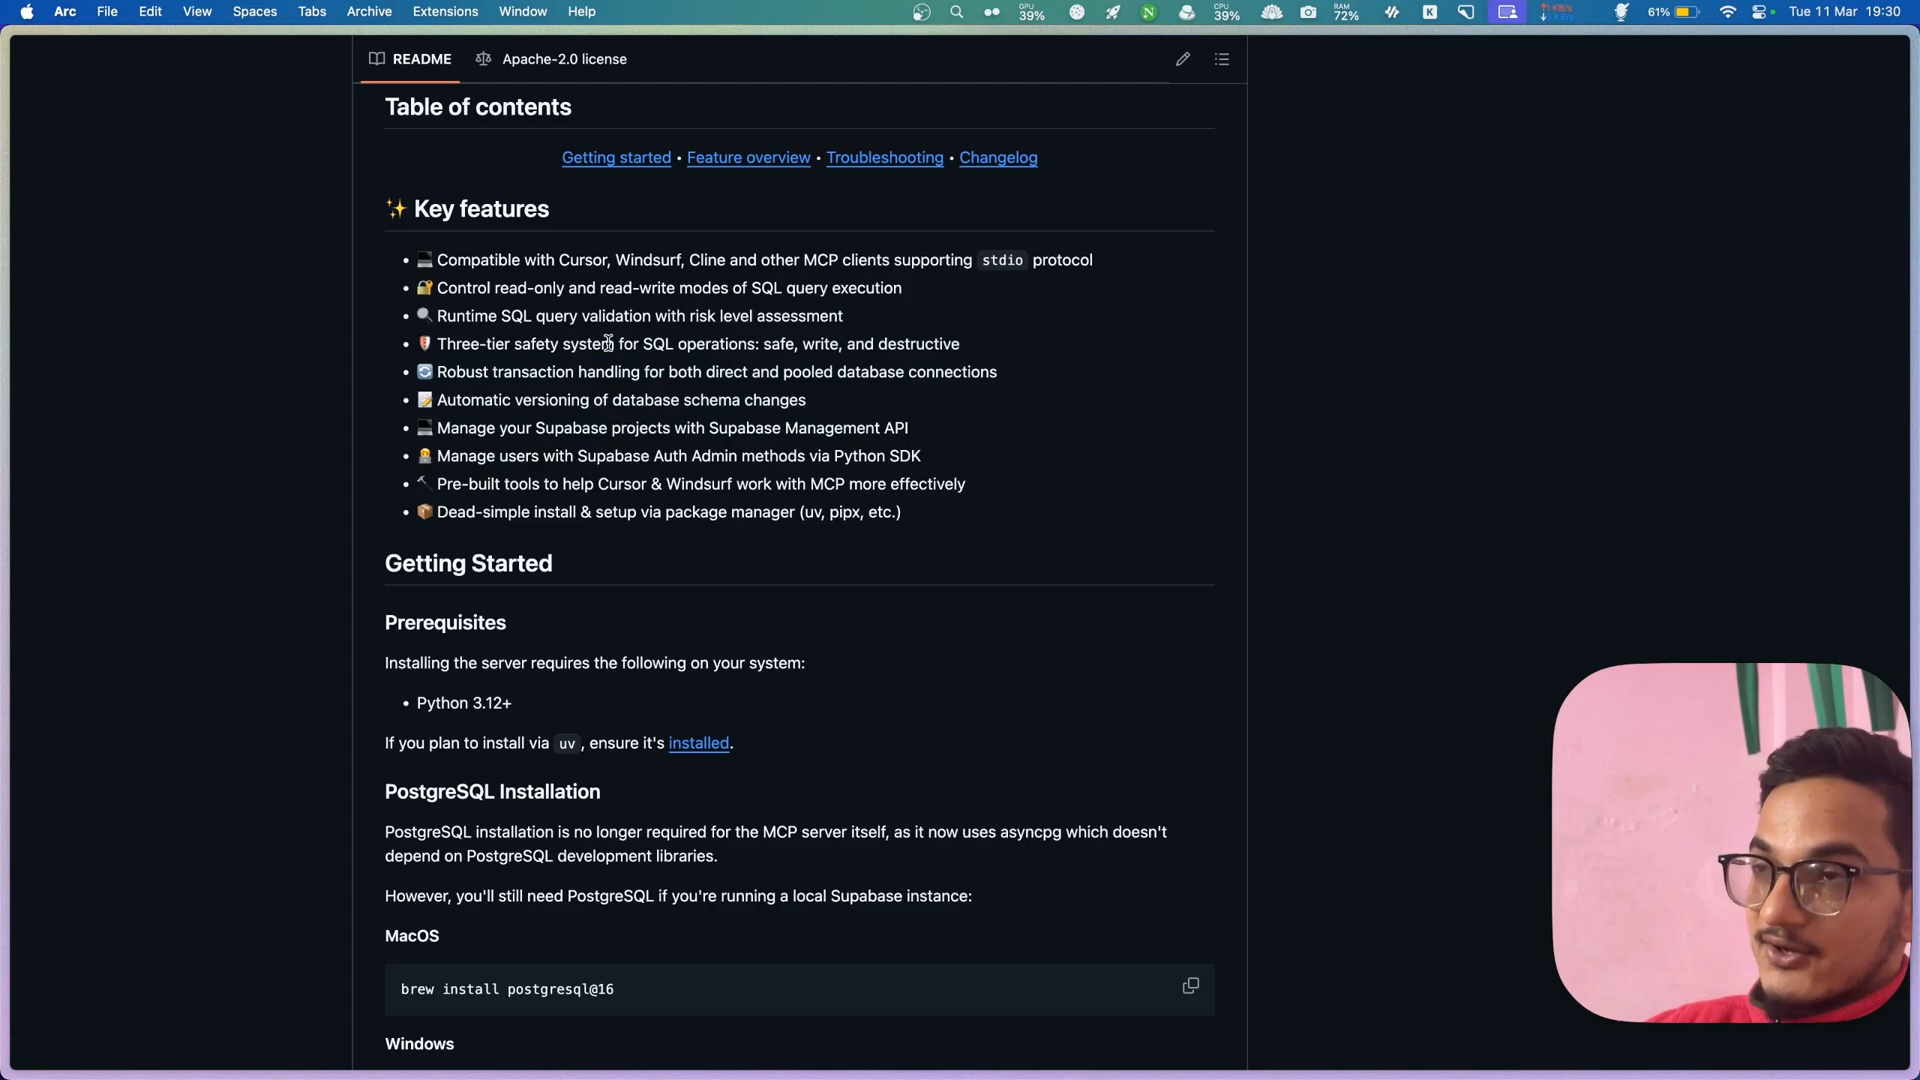 Arc File Edit View Spaces Tabs Archive Extensions Window Help GPU 39% CPU 39% RAM 72% K 61% Tue 11 Mar 19:30
README Apache-2.0 license
Table of contents
Getting started • Feature overview • Troubleshooting • Changelog
✨ Key features
• 💻 Compatible with Cursor, Windsurf, Cline and other MCP clients supporting stdio protocol
• 🔐 Control read-only and read-write modes of SQL query execution
• 🔍 Runtime SQL query validation with risk level assessment
• 🛡️ Three-tier safety system for SQL operations: safe, write, and destructive
• 🔄 Robust transaction handling for both direct and pooled database connections
• 📝 Automatic versioning of database schema changes
• 💻 Manage your Supabase projects with Supabase Management API
• 🧑‍💻 Manage users with Supabase Auth Admin methods via Python SDK
• 🔨 Pre-built tools to help Cursor & Windsurf work with MCP more effectively
• 📦 Dead-simple install & setup via package manager (uv, pipx, etc.)
Getting Started
Prerequisites
Installing the server requires the following on your system:
• Python 3.12+
If you plan to install via uv, ensure it's installed.
PostgreSQL Installation
PostgreSQL installation is no longer required for the MCP server itself, as it now uses asyncpg which doesn't
depend on PostgreSQL development libraries.
However, you'll still need PostgreSQL if you're running a local Supabase instance:
MacOS
brew install postgresql@16
Windows